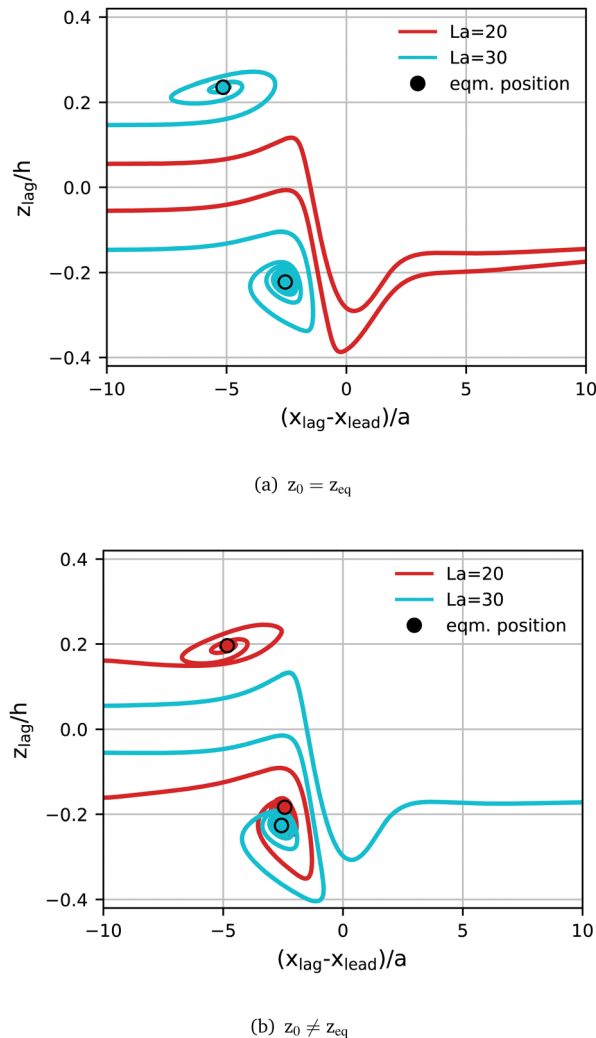 0.4
0.2
0.0
−0.2
−0.4
z_lag/h
La=20
La=30
eqm. position
−10
−5
0
5
10
(x_lag-x_lead)/a
(a) z_0 = z_eq
0.4
0.2
0.0
−0.2
−0.4
z_lag/h
La=20
La=30
eqm. position
−10
−5
0
5
10
(x_lag-x_lead)/a
(b) z_0 ≠ z_eq